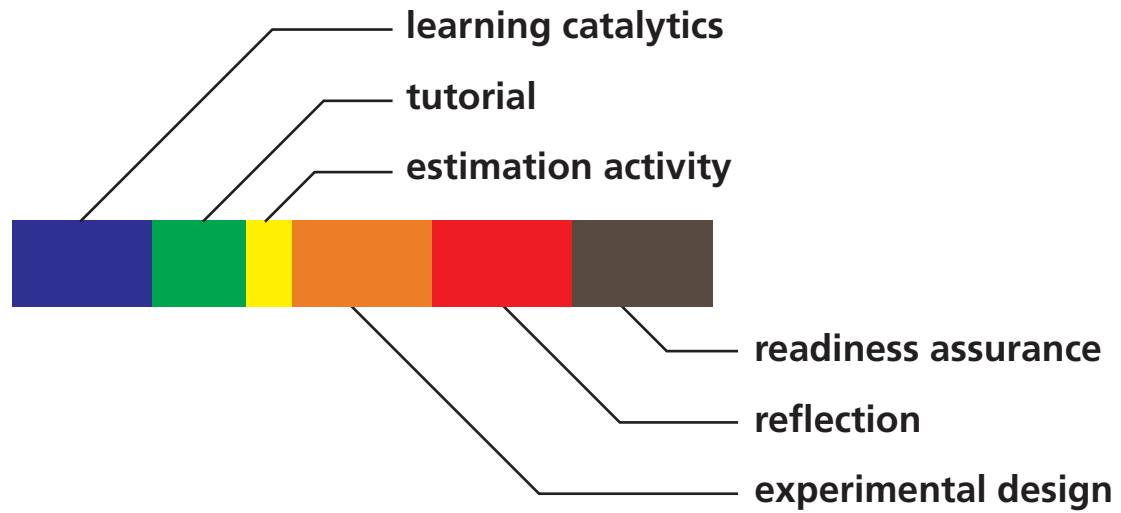 learning catalytics
tutorial
estimation activity
readiness assurance
reflection
experimental design